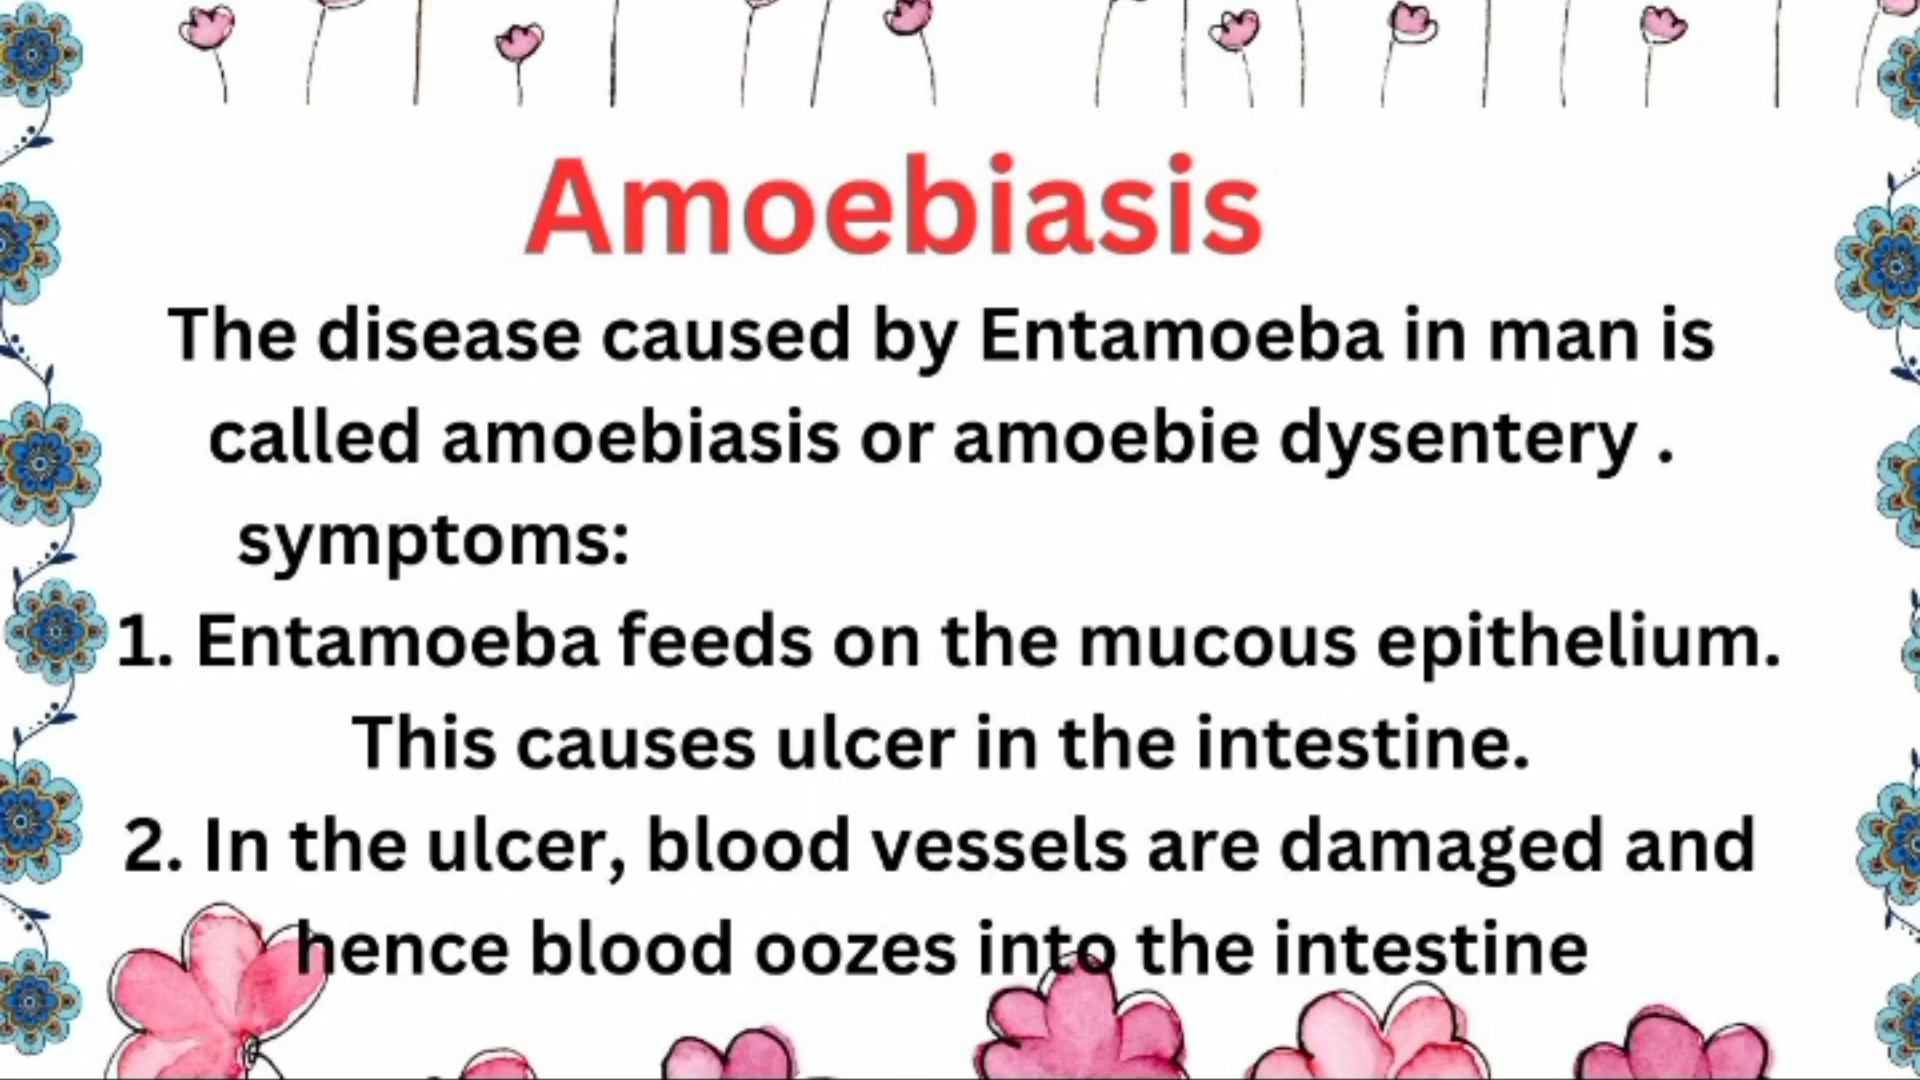 Amoebiasis
The disease caused by Entamoeba in man is
called amoebiasis or amoebie dysentery .
symptoms:
1. Entamoeba feeds on the mucous epithelium.
This causes ulcer in the intestine.
2. In the ulcer, blood vessels are damaged and
hence blood oozes into the intestine